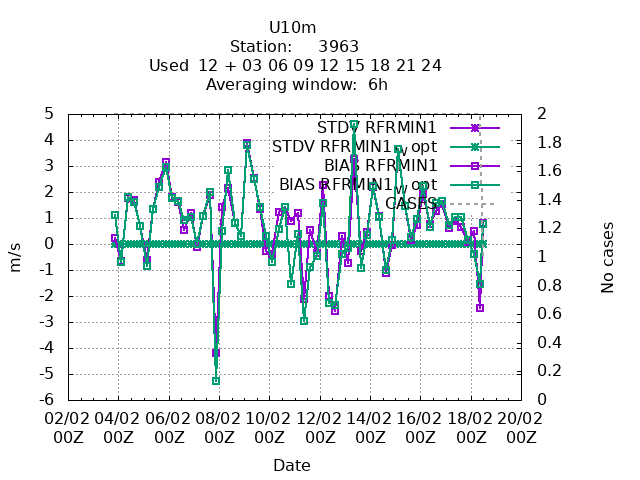 U10m
Station: 3963
Used 12 + 03 06 09 12 15 18 21 24
Averaging window: 6h
STDV RFRMIN1
STDV RFRMIN1_v_opt
BIAS RFRMIN1
BIAS RFRMIN1_v_opt
CASES
5
4
3
2
1
0
-1
-2
-3
-4
-5
-6
m/s
2
1.8
1.6
1.4
1.2
1
0.8
0.6
0.4
0.2
0
No cases
02/02 04/02 06/02 08/02 10/02 12/02 14/02 16/02 18/02 20/02
00Z 00Z 00Z 00Z 00Z 00Z 00Z 00Z 00Z 00Z
Date